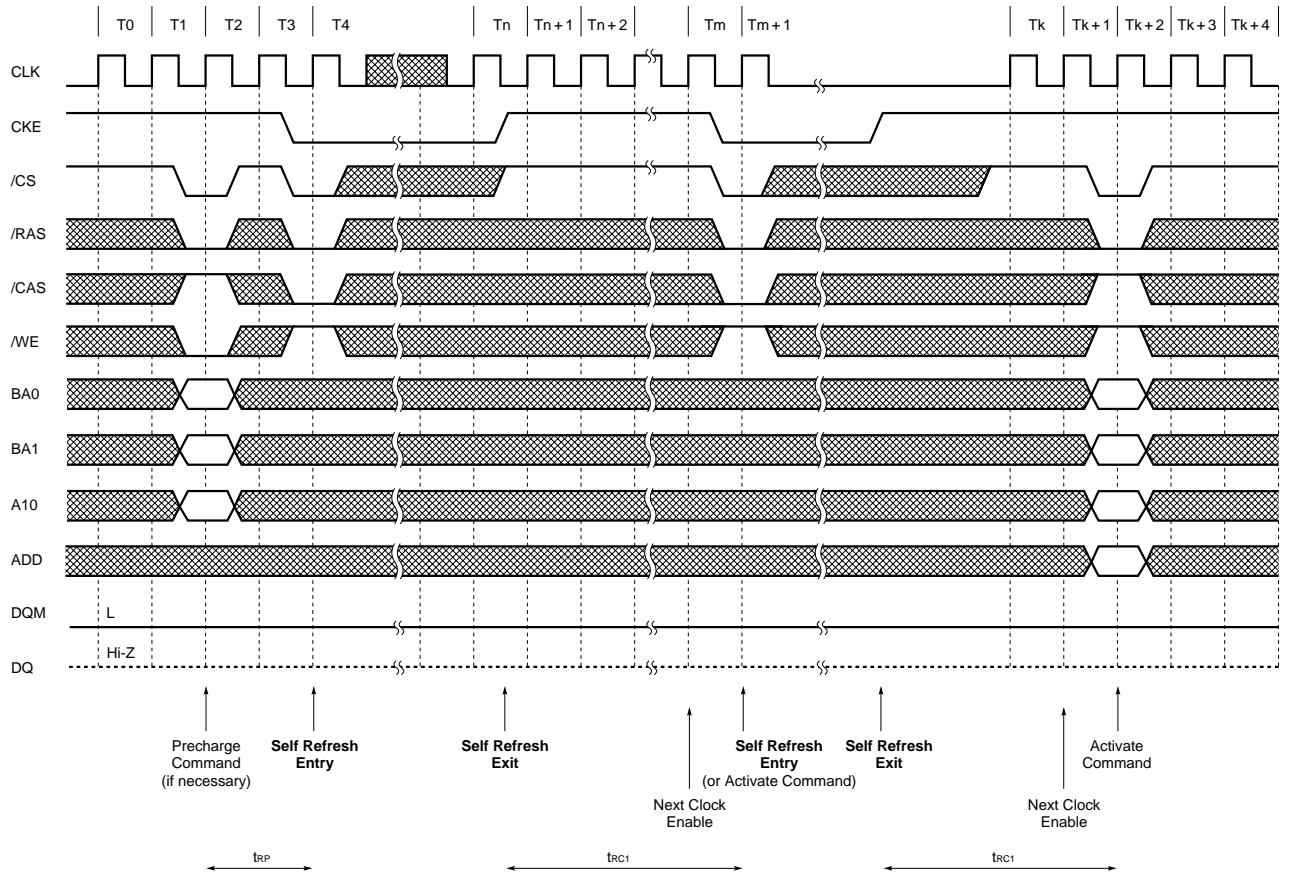 T0 T1 T2 T3 T4 Tn Tn + 1 Tn + 2 Tm Tm + 1 Tk Tk + 1 Tk + 2 Tk + 3 Tk + 4
CLK
CKE
/CS
/RAS
/CAS
/WE
BA0
BA1
A10
ADD
DQM L
Hi-Z
DQ
Precharge
Command
(if necessary)
Self Refresh
Entry
Self Refresh
Exit
Self Refresh
Entry
(or Activate Command)
Self Refresh
Exit
Activate
Command
Next Clock
Enable
Next Clock
Enable
tRP tRC1 tRC1